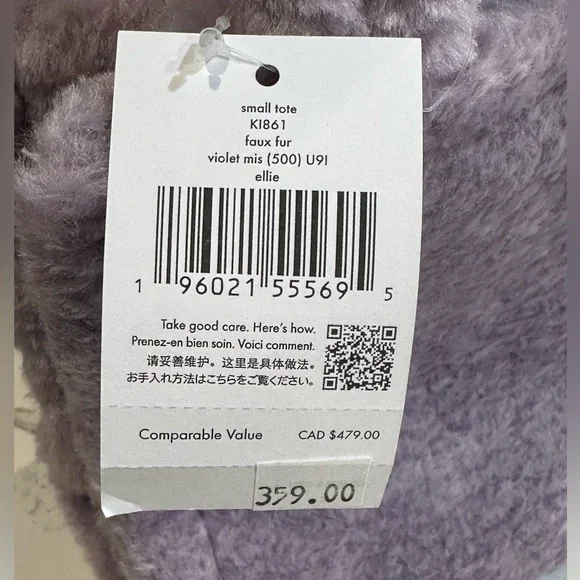 small tote
KI861
faux fur
violet mis (500) U9I
ellie
1 96021 55569 5
Take good care. Here's how.
Prenez-en bien soin. Voici comment.
请妥善维护。这里是具体做法。
お手入れ方法はこちらをご覧ください。
Comparable Value CAD $479.00
359.00